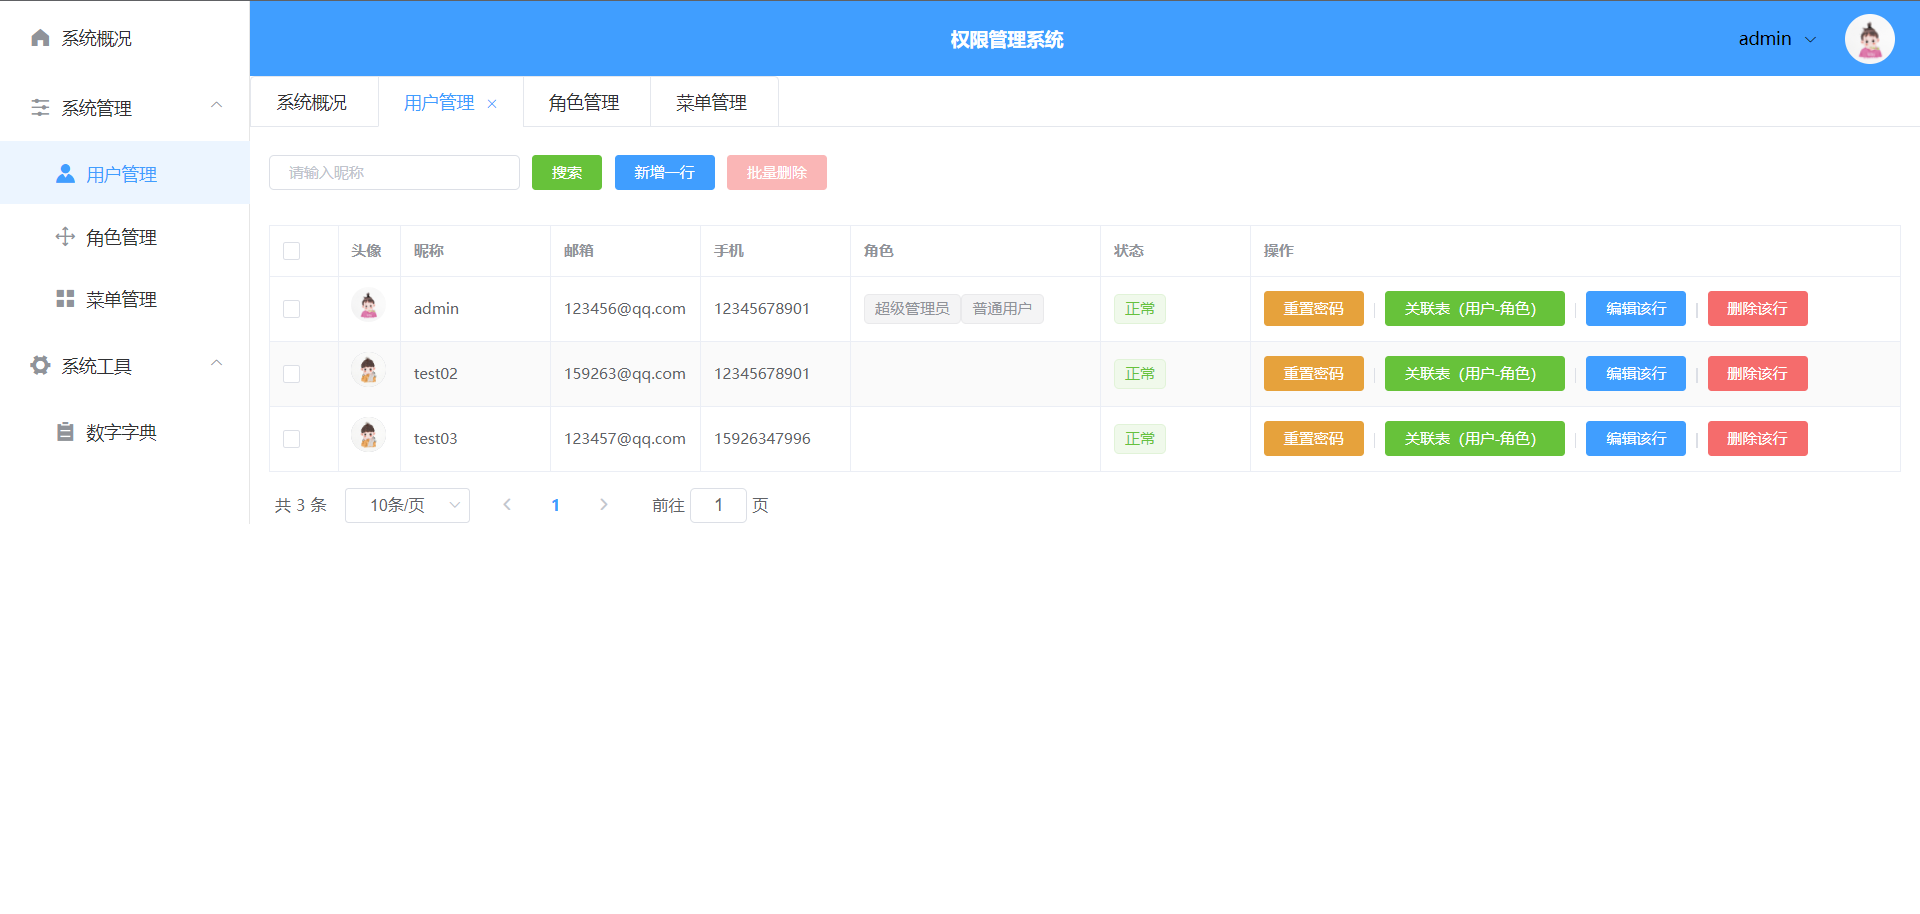 系统概况
系统管理
用户管理
角色管理
菜单管理
系统工具
数字字典
权限管理系统
admin
系统概况 用户管理 角色管理 菜单管理
请输入昵称 搜索 新增一行 批量删除
头像 昵称 邮箱 手机 角色 状态 操作
admin 123456@qq.com 12345678901 超级管理员 普通用户 正常 重置密码 关联表（用户-角色） 编辑该行 删除该行
test02 159263@qq.com 12345678901 正常 重置密码 关联表（用户-角色） 编辑该行 删除该行
test03 123457@qq.com 15926347996 正常 重置密码 关联表（用户-角色） 编辑该行 删除该行
共 3 条 10条/页 1 前往 1 页